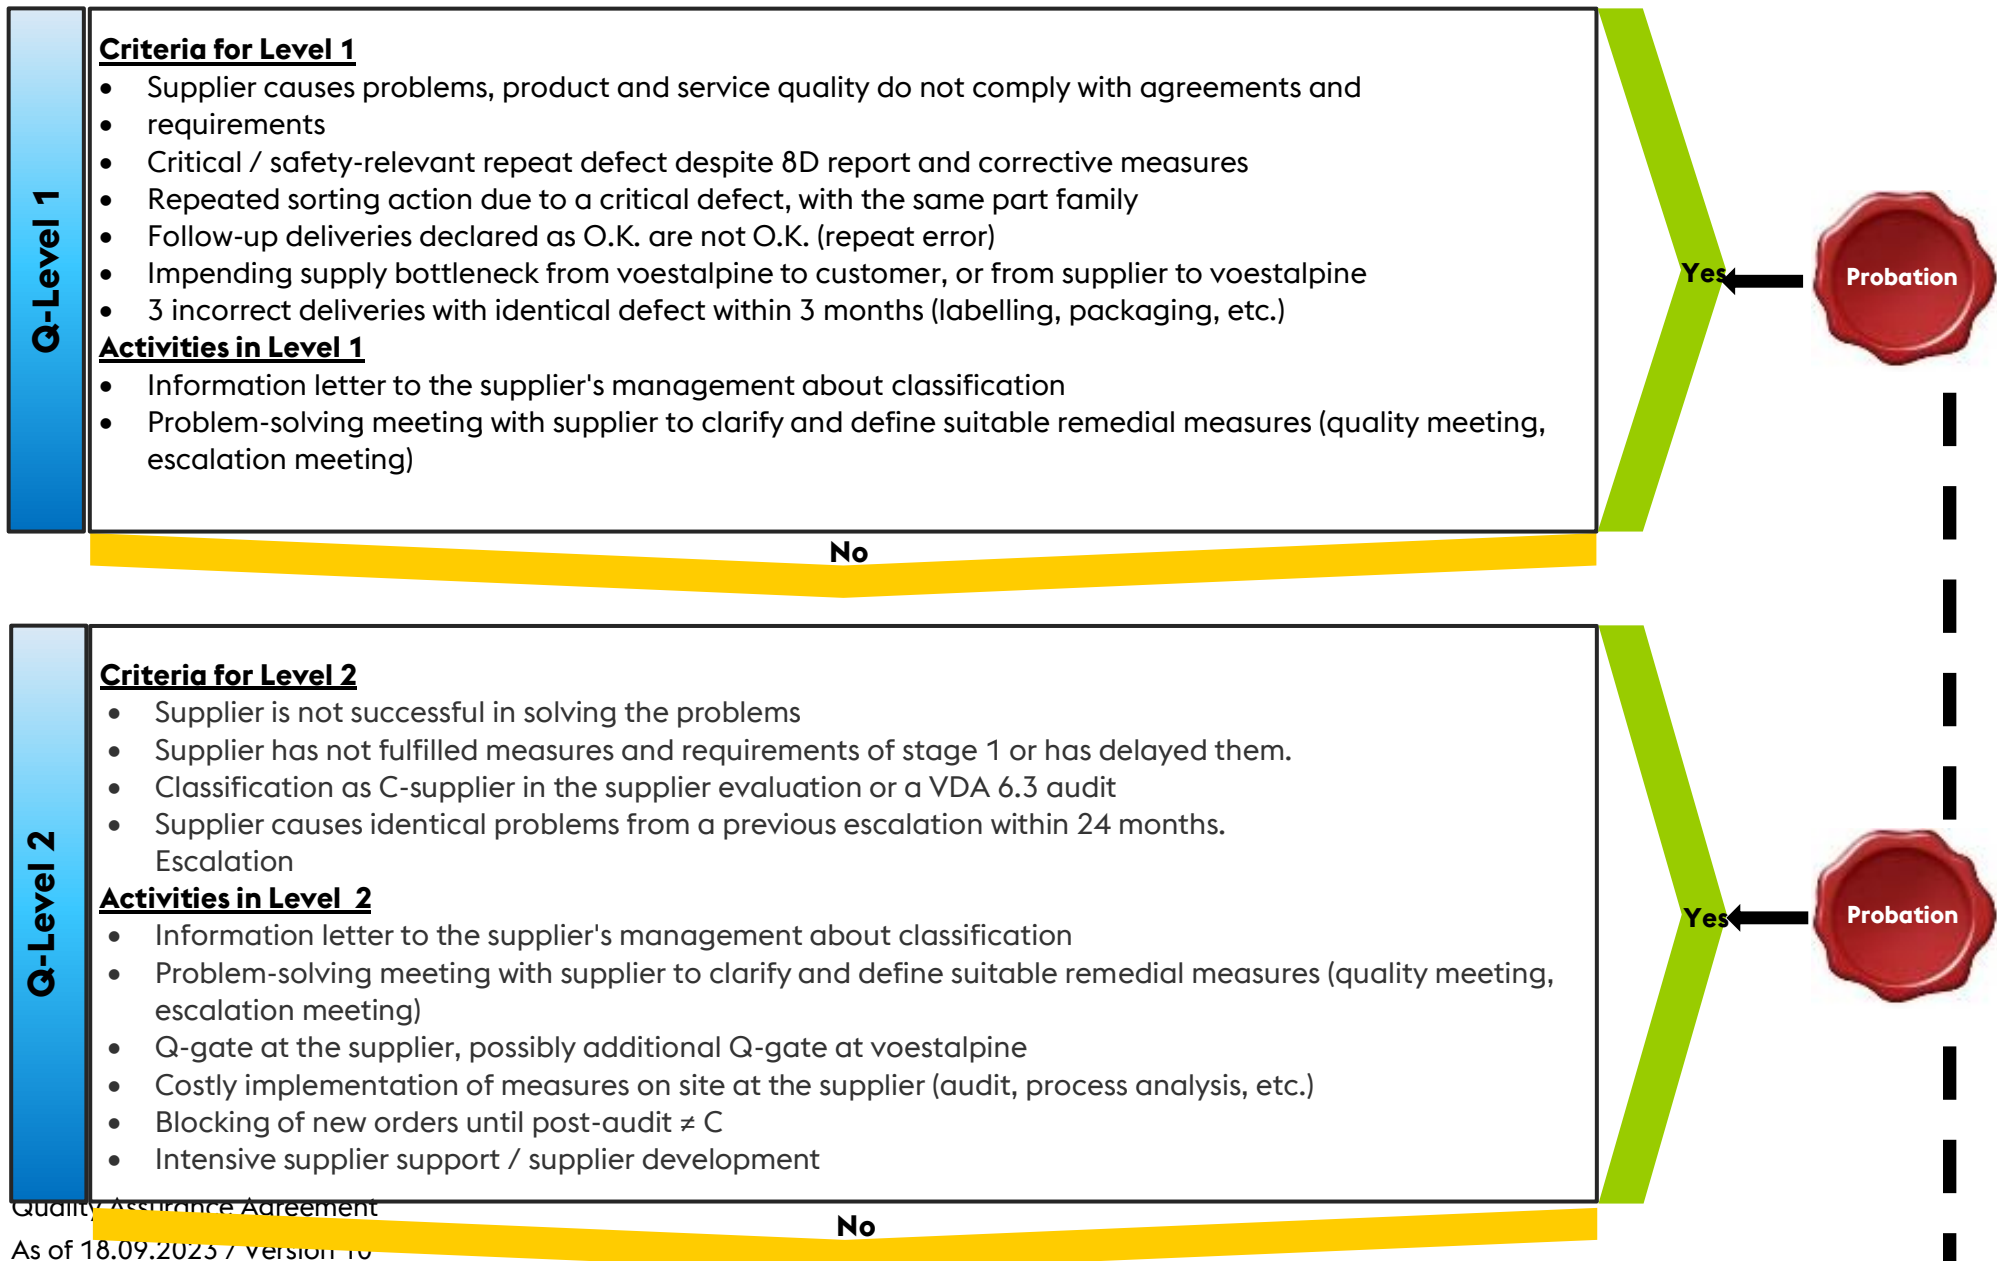 Q-Level 1
Criteria for Level 1
• Supplier causes problems, product and service quality do not comply with agreements and
• requirements
• Critical / safety-relevant repeat defect despite 8D report and corrective measures
• Repeated sorting action due to a critical defect, with the same part family
• Follow-up deliveries declared as O.K. are not O.K. (repeat error)
• Impending supply bottleneck from voestalpine to customer, or from supplier to voestalpine
• 3 incorrect deliveries with identical defect within 3 months (labelling, packaging, etc.)
Activities in Level 1
• Information letter to the supplier's management about classification
• Problem-solving meeting with supplier to clarify and define suitable remedial measures (quality meeting,
escalation meeting)
Yes
Probation
No
Q-Level 2
Criteria for Level 2
• Supplier is not successful in solving the problems
• Supplier has not fulfilled measures and requirements of stage 1 or has delayed them.
• Classification as C-supplier in the supplier evaluation or a VDA 6.3 audit
• Supplier causes identical problems from a previous escalation within 24 months.
Escalation
Activities in Level 2
• Information letter to the supplier's management about classification
• Problem-solving meeting with supplier to clarify and define suitable remedial measures (quality meeting,
escalation meeting)
• Q-gate at the supplier, possibly additional Q-gate at voestalpine
• Costly implementation of measures on site at the supplier (audit, process analysis, etc.)
• Blocking of new orders until post-audit ≠ C
• Intensive supplier support / supplier development
Yes
Probation
No
Quality Assurance Agreement
As of 18.09.2023 / Version 10